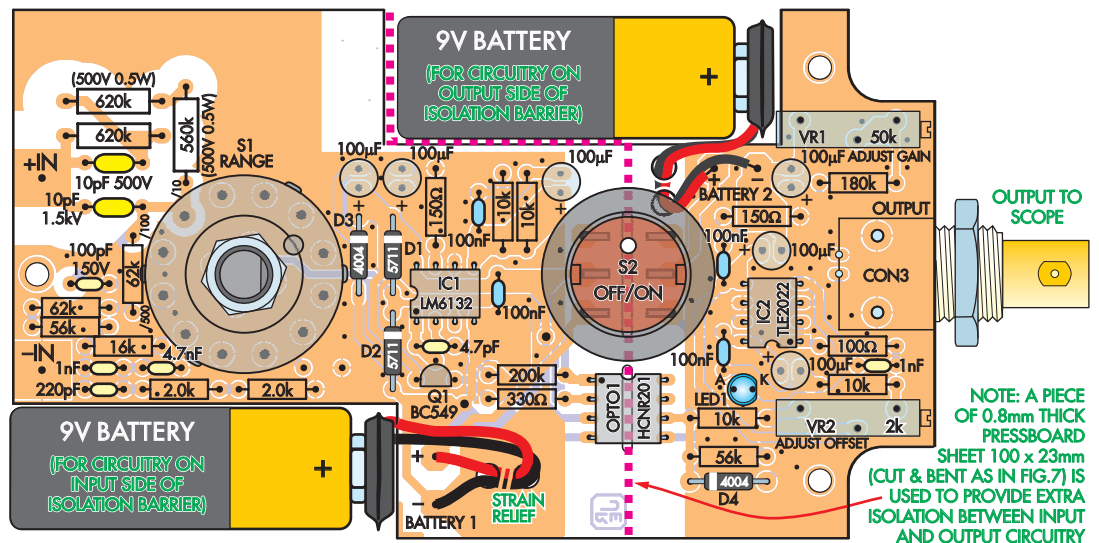 9V BATTERY
(FOR CIRCUITRY ON
OUTPUT SIDE OF
ISOLATION BARRIER)
+
(500V 0.5W)
620k
620k
560k
(500V 0.5W)
+IN
10pF 500V
10pF
1.5kV
/10
/100
/500
S1
RANGE
100pF
150V
62k
62k
56k
16k
–IN
1nF
4.7nF
220pF
2.0k
2.0k
100µF
100µF
+
+
D3
4004
D1
5711
D2
5711
150Ω
100nF
10k
10k
100µF
+
IC1
LM6132
100nF
4.7pF
Q1
BC549
200k
330Ω
OPTO1
HCNR201
S2
OFF/ON
+
–
BATTERY 2
VR1
50k
ADJUST GAIN
100µF
+
180k
150Ω
OUTPUT
100nF
100µF
+
CON3
OUTPUT TO
SCOPE
IC2
TLE2022
100nF
+
100µF
100Ω
1nF
10k
A
K
LED1
10k
VR2
2k
ADJUST OFFSET
56k
4004
D4
9V BATTERY
(FOR CIRCUITRY ON
INPUT SIDE OF
ISOLATION BARRIER)
+
+
–
BATTERY 1
STRAIN
RELIEF
NOTE: A PIECE
OF 0.8mm THICK
PRESSBOARD
SHEET 100 x 23mm
(CUT & BENT AS IN FIG.7) IS
USED TO PROVIDE EXTRA
ISOLATION BETWEEN INPUT
AND OUTPUT CIRCUITRY